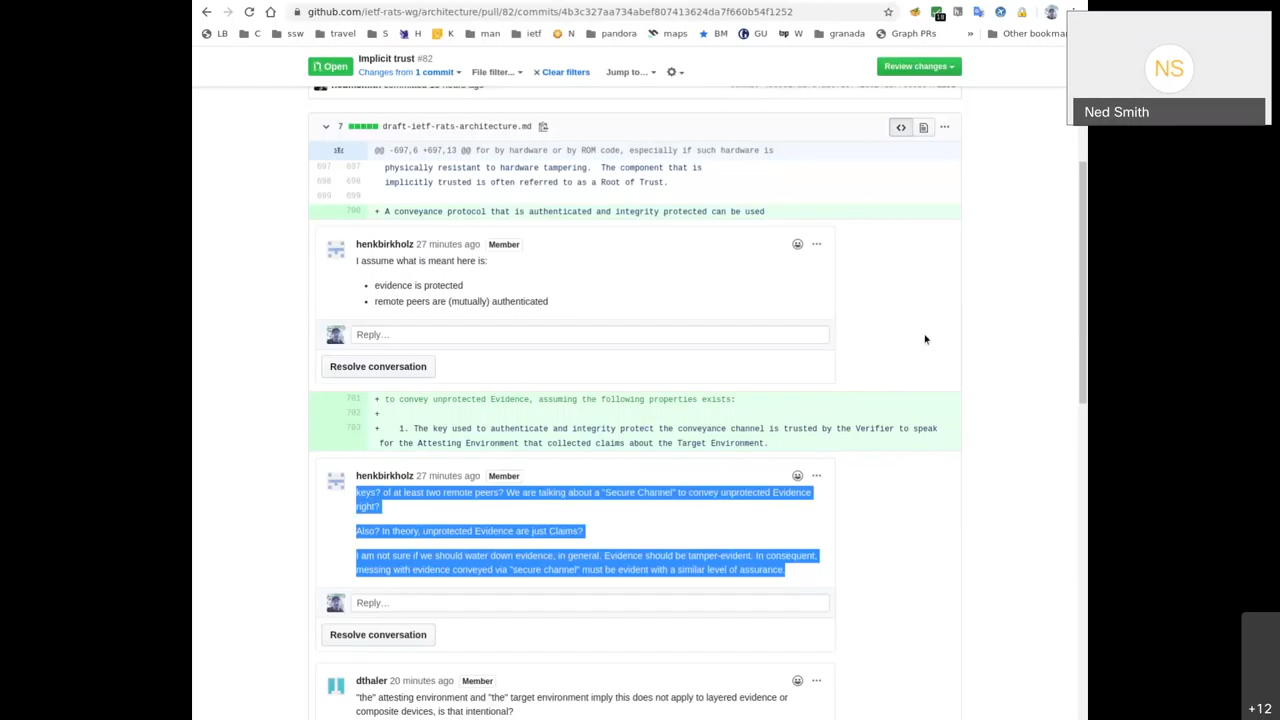 github.com/ietf-rats-wg/architecture/pull/82/commits/4b3c327aa734abef807413624da7f660b54f1252
18
LB C ssw travel S H K man ietf N pandora maps BM GU W granada Graph PRs » Other bookmar
NS
Ned Smith
Open
Implicit trust #82
Changes from 1 commit File filter... Clear filters Jump to...
Review changes
7 draft-ietf-rats-architecture.md
@@ -697,6 +697,13 @@ for by hardware or by ROM code, especially if such hardware is
697 697 physically resistant to hardware tampering. The component that is
698 698 implicitly trusted is often referred to as a Root of Trust.
699 699
700 + A conveyance protocol that is authenticated and integrity protected can be used
henkbirkholz 27 minutes ago Member
I assume what is meant here is:
• evidence is protected
• remote peers are (mutually) authenticated
Reply…
Resolve conversation
701 + to convey unprotected Evidence, assuming the following properties exists:
702 +
703 + 1. The key used to authenticate and integrity protect the conveyance channel is trusted by the Verifier to speak
for the Attesting Environment that collected claims about the Target Environment.
henkbirkholz 27 minutes ago Member
keys? of at least two remote peers? We are talking about a "Secure Channel" to convey unprotected Evidence
right?
Also? In theory, unprotected Evidence are just Claims?
I am not sure if we should water down evidence, in general. Evidence should be tamper-evident. In consequent,
messing with evidence conveyed via "secure channel" must be evident with a similar level of assurance.
Reply…
Resolve conversation
dthaler 20 minutes ago Member
"the" attesting environment and "the" target environment imply this does not apply to layered evidence or
composite devices, is that intentional?
+12